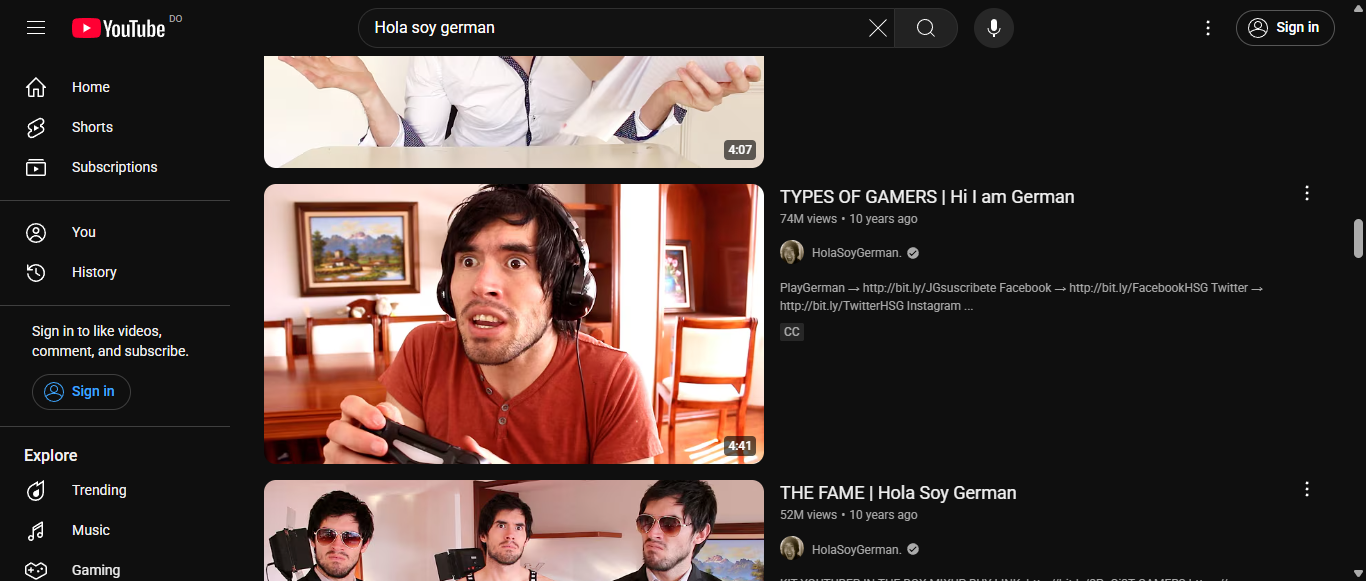 YouTube DO
Hola soy german
Sign in
Home
Shorts
Subscriptions
You
History
Sign in to like videos,
comment, and subscribe.
Sign in
Explore
Trending
Music
Gaming
4:07
4:41
TYPES OF GAMERS | Hi I am German
74M views • 10 years ago
HolaSoyGerman.
PlayGerman → http://bit.ly/JGsuscribete Facebook → http://bit.ly/FacebookHSG Twitter →
http://bit.ly/TwitterHSG Instagram ...
CC
THE FAME | Hola Soy German
52M views • 10 years ago
HolaSoyGerman.